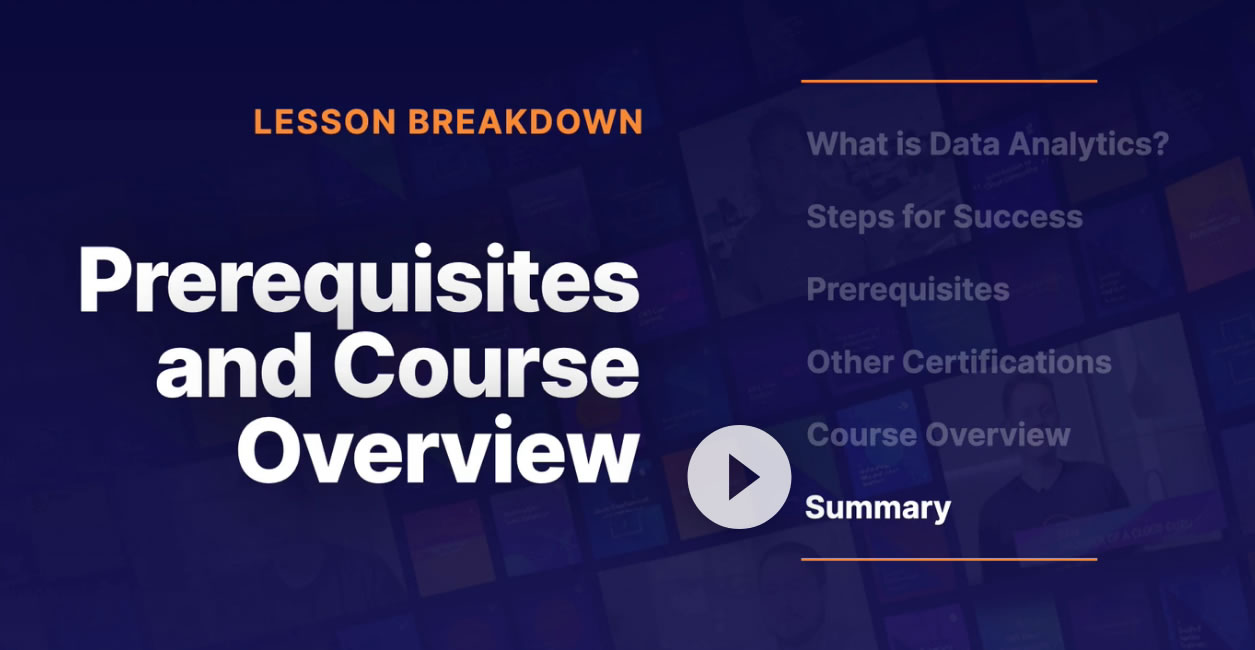 LESSON BREAKDOWN
Prerequisites
and Course
Overview
What is Data Analytics?
Steps for Success
Prerequisites
Other Certifications
Course Overview
Summary